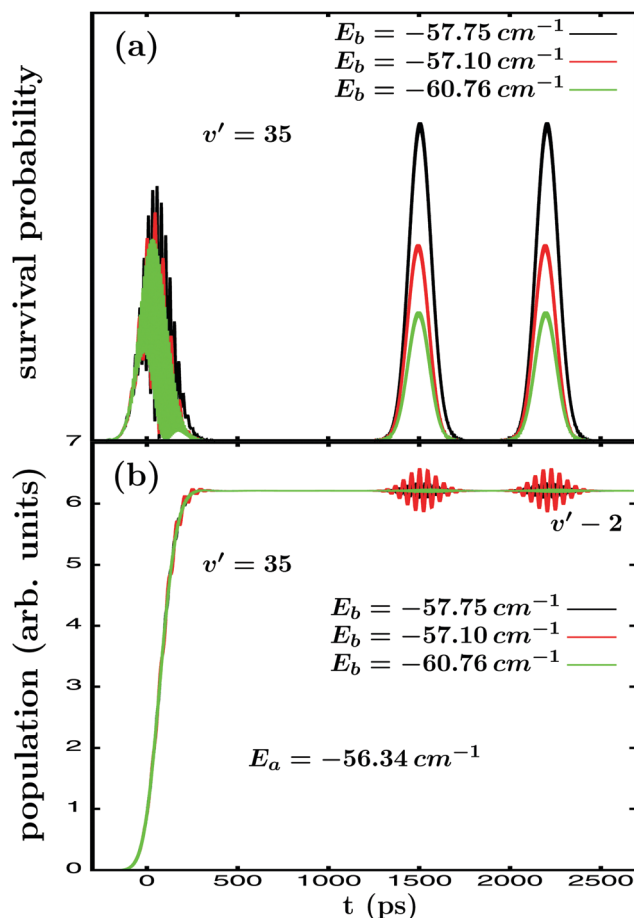 (a)
E_b = −57.75 cm⁻¹
E_b = −57.10 cm⁻¹
E_b = −60.76 cm⁻¹
v′ = 35
survival probability
7
(b)
6
v′ − 2
5
v′ = 35
4
E_b = −57.75 cm⁻¹
E_b = −57.10 cm⁻¹
E_b = −60.76 cm⁻¹
3
2
E_a = −56.34 cm⁻¹
1
0
population (arb. units)
0 500 1000 1500 2000 2500
t (ps)